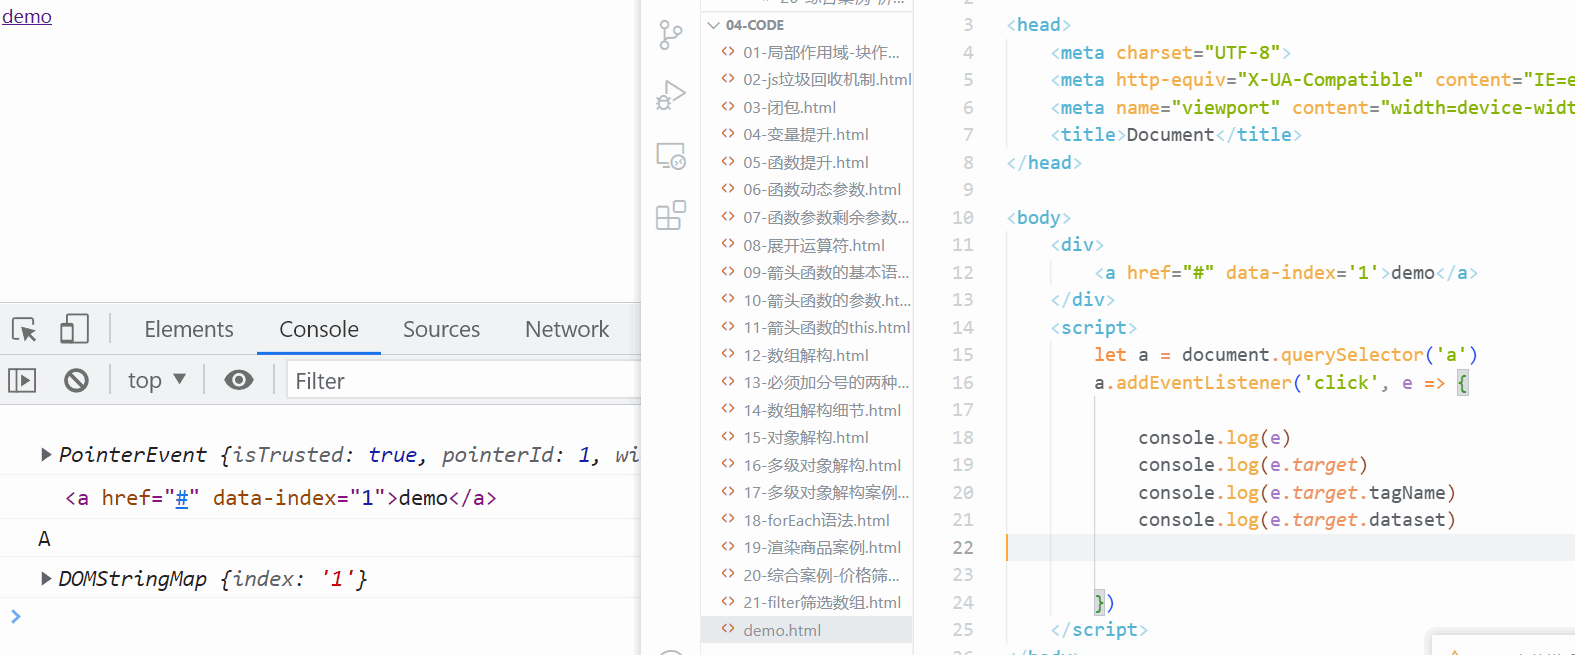 demo
Elements Console Sources Network
top ▼ Filter
▶ PointerEvent {isTrusted: true, pointerId: 1, wi
<a href="#" data-index="1">demo</a>
A
▶ DOMStringMap {index: '1'}
04-CODE
<> 01-局部作用域-块作...
<> 02-js垃圾回收机制.html
<> 03-闭包.html
<> 04-变量提升.html
<> 05-函数提升.html
<> 06-函数动态参数.html
<> 07-函数参数剩余参数...
<> 08-展开运算符.html
<> 09-箭头函数的基本语...
<> 10-箭头函数的参数.ht...
<> 11-箭头函数的this.html
<> 12-数组解构.html
<> 13-必须加分号的两种...
<> 14-数组解构细节.html
<> 15-对象解构.html
<> 16-多级对象解构.html
<> 17-多级对象解构案例...
<> 18-forEach语法.html
<> 19-渲染商品案例.html
<> 20-综合案例-价格筛...
<> 21-filter筛选数组.html
<> demo.html
3 <head>
4 <meta charset="UTF-8">
5 <meta http-equiv="X-UA-Compatible" content="IE=e
6 <meta name="viewport" content="width=device-widt
7 <title>Document</title>
8 </head>
9
10 <body>
11 <div>
12 <a href="#" data-index='1'>demo</a>
13 </div>
14 <script>
15 let a = document.querySelector('a')
16 a.addEventListener('click', e => {
17
18 console.log(e)
19 console.log(e.target)
20 console.log(e.target.tagName)
21 console.log(e.target.dataset)
22
23
24 })
25 </script>